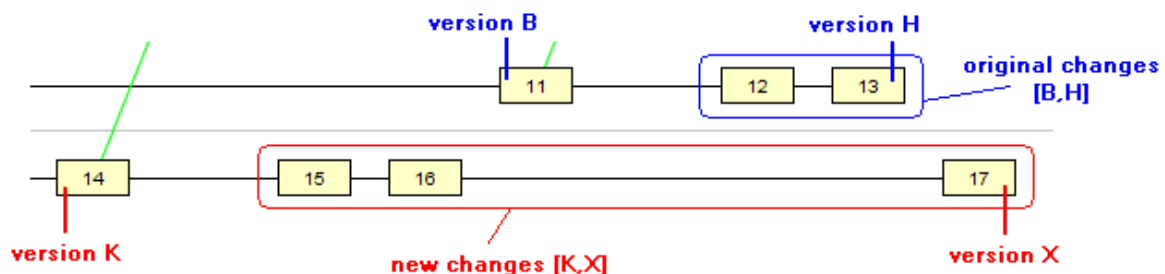 version B
version H
11
12
13
original changes
[B,H]
14
15
16
17
version K
new changes [K,X]
version X